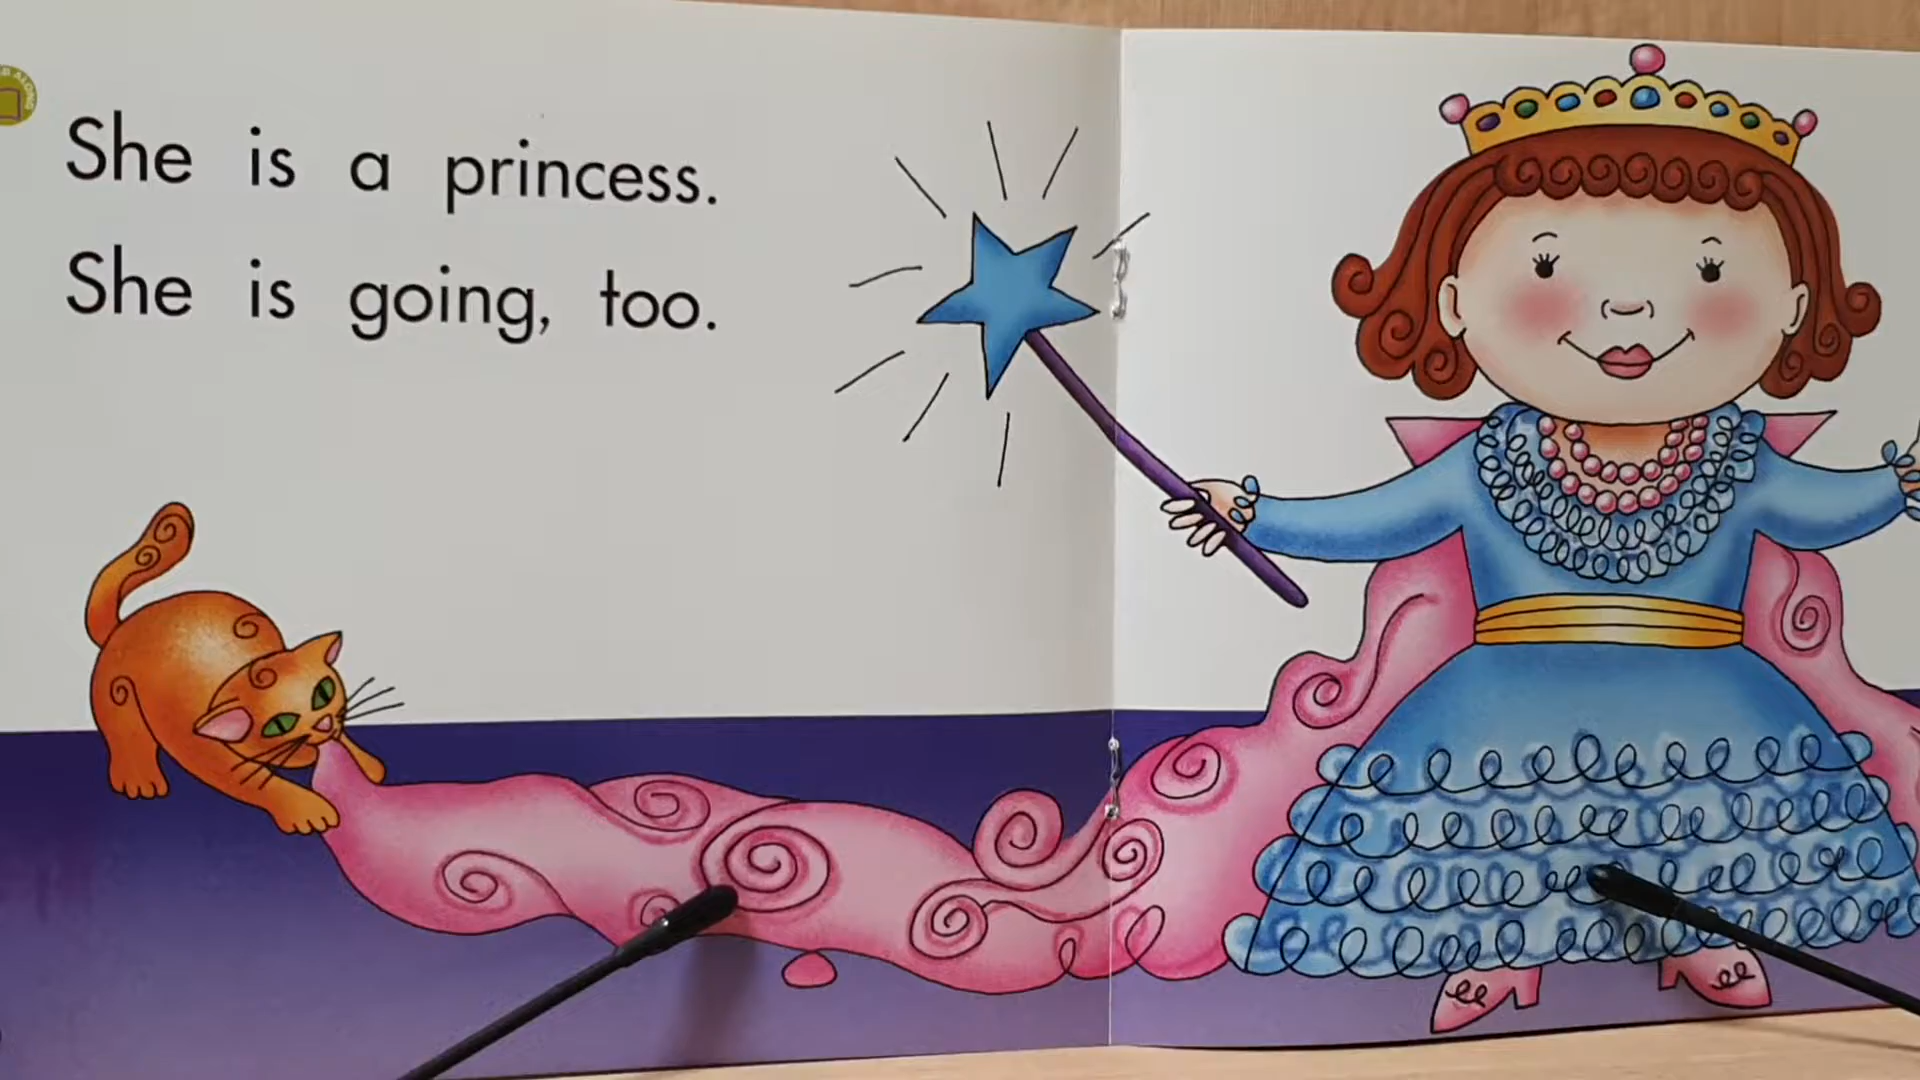 She is a princess.
She is going, too.